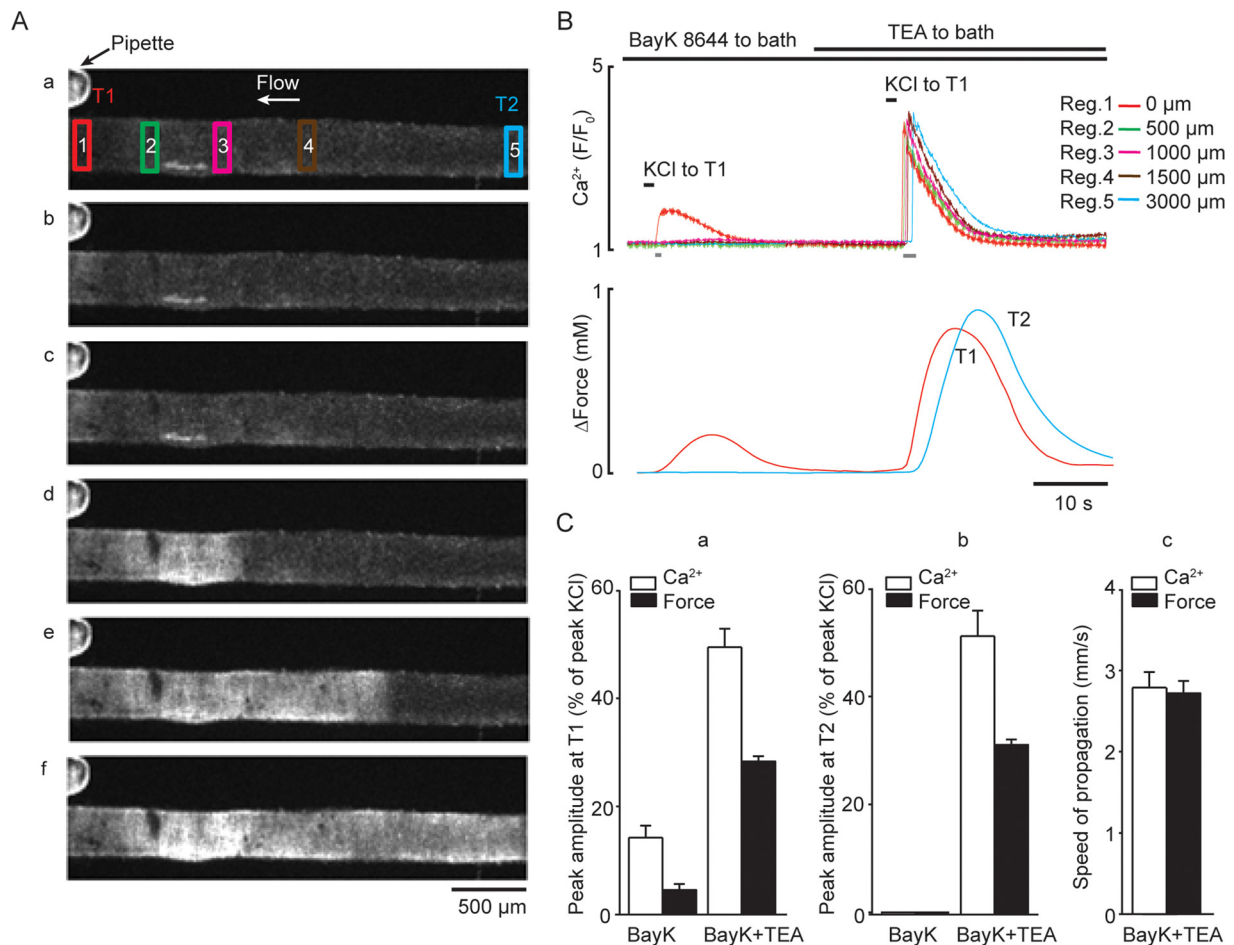 A
Pipette
a
T1
Flow
T2
1
2
3
4
5
b
c
d
e
f
500 µm
B
BayK 8644 to bath
TEA to bath
5
Ca²⁺ (F/F₀)
1
KCl to T1
KCl to T1
Reg.1 0 µm
Reg.2 500 µm
Reg.3 1000 µm
Reg.4 1500 µm
Reg.5 3000 µm
1
ΔForce (mM)
0
T2
T1
10 s
C
a
Peak amplitude at T1 (% of peak KCl)
60
40
20
0
Ca²⁺
Force
BayK
BayK+TEA
b
Peak amplitude at T2 (% of peak KCl)
60
40
20
0
Ca²⁺
Force
BayK
BayK+TEA
c
Speed of propagation (mm/s)
4
3
2
1
0
Ca²⁺
Force
BayK+TEA